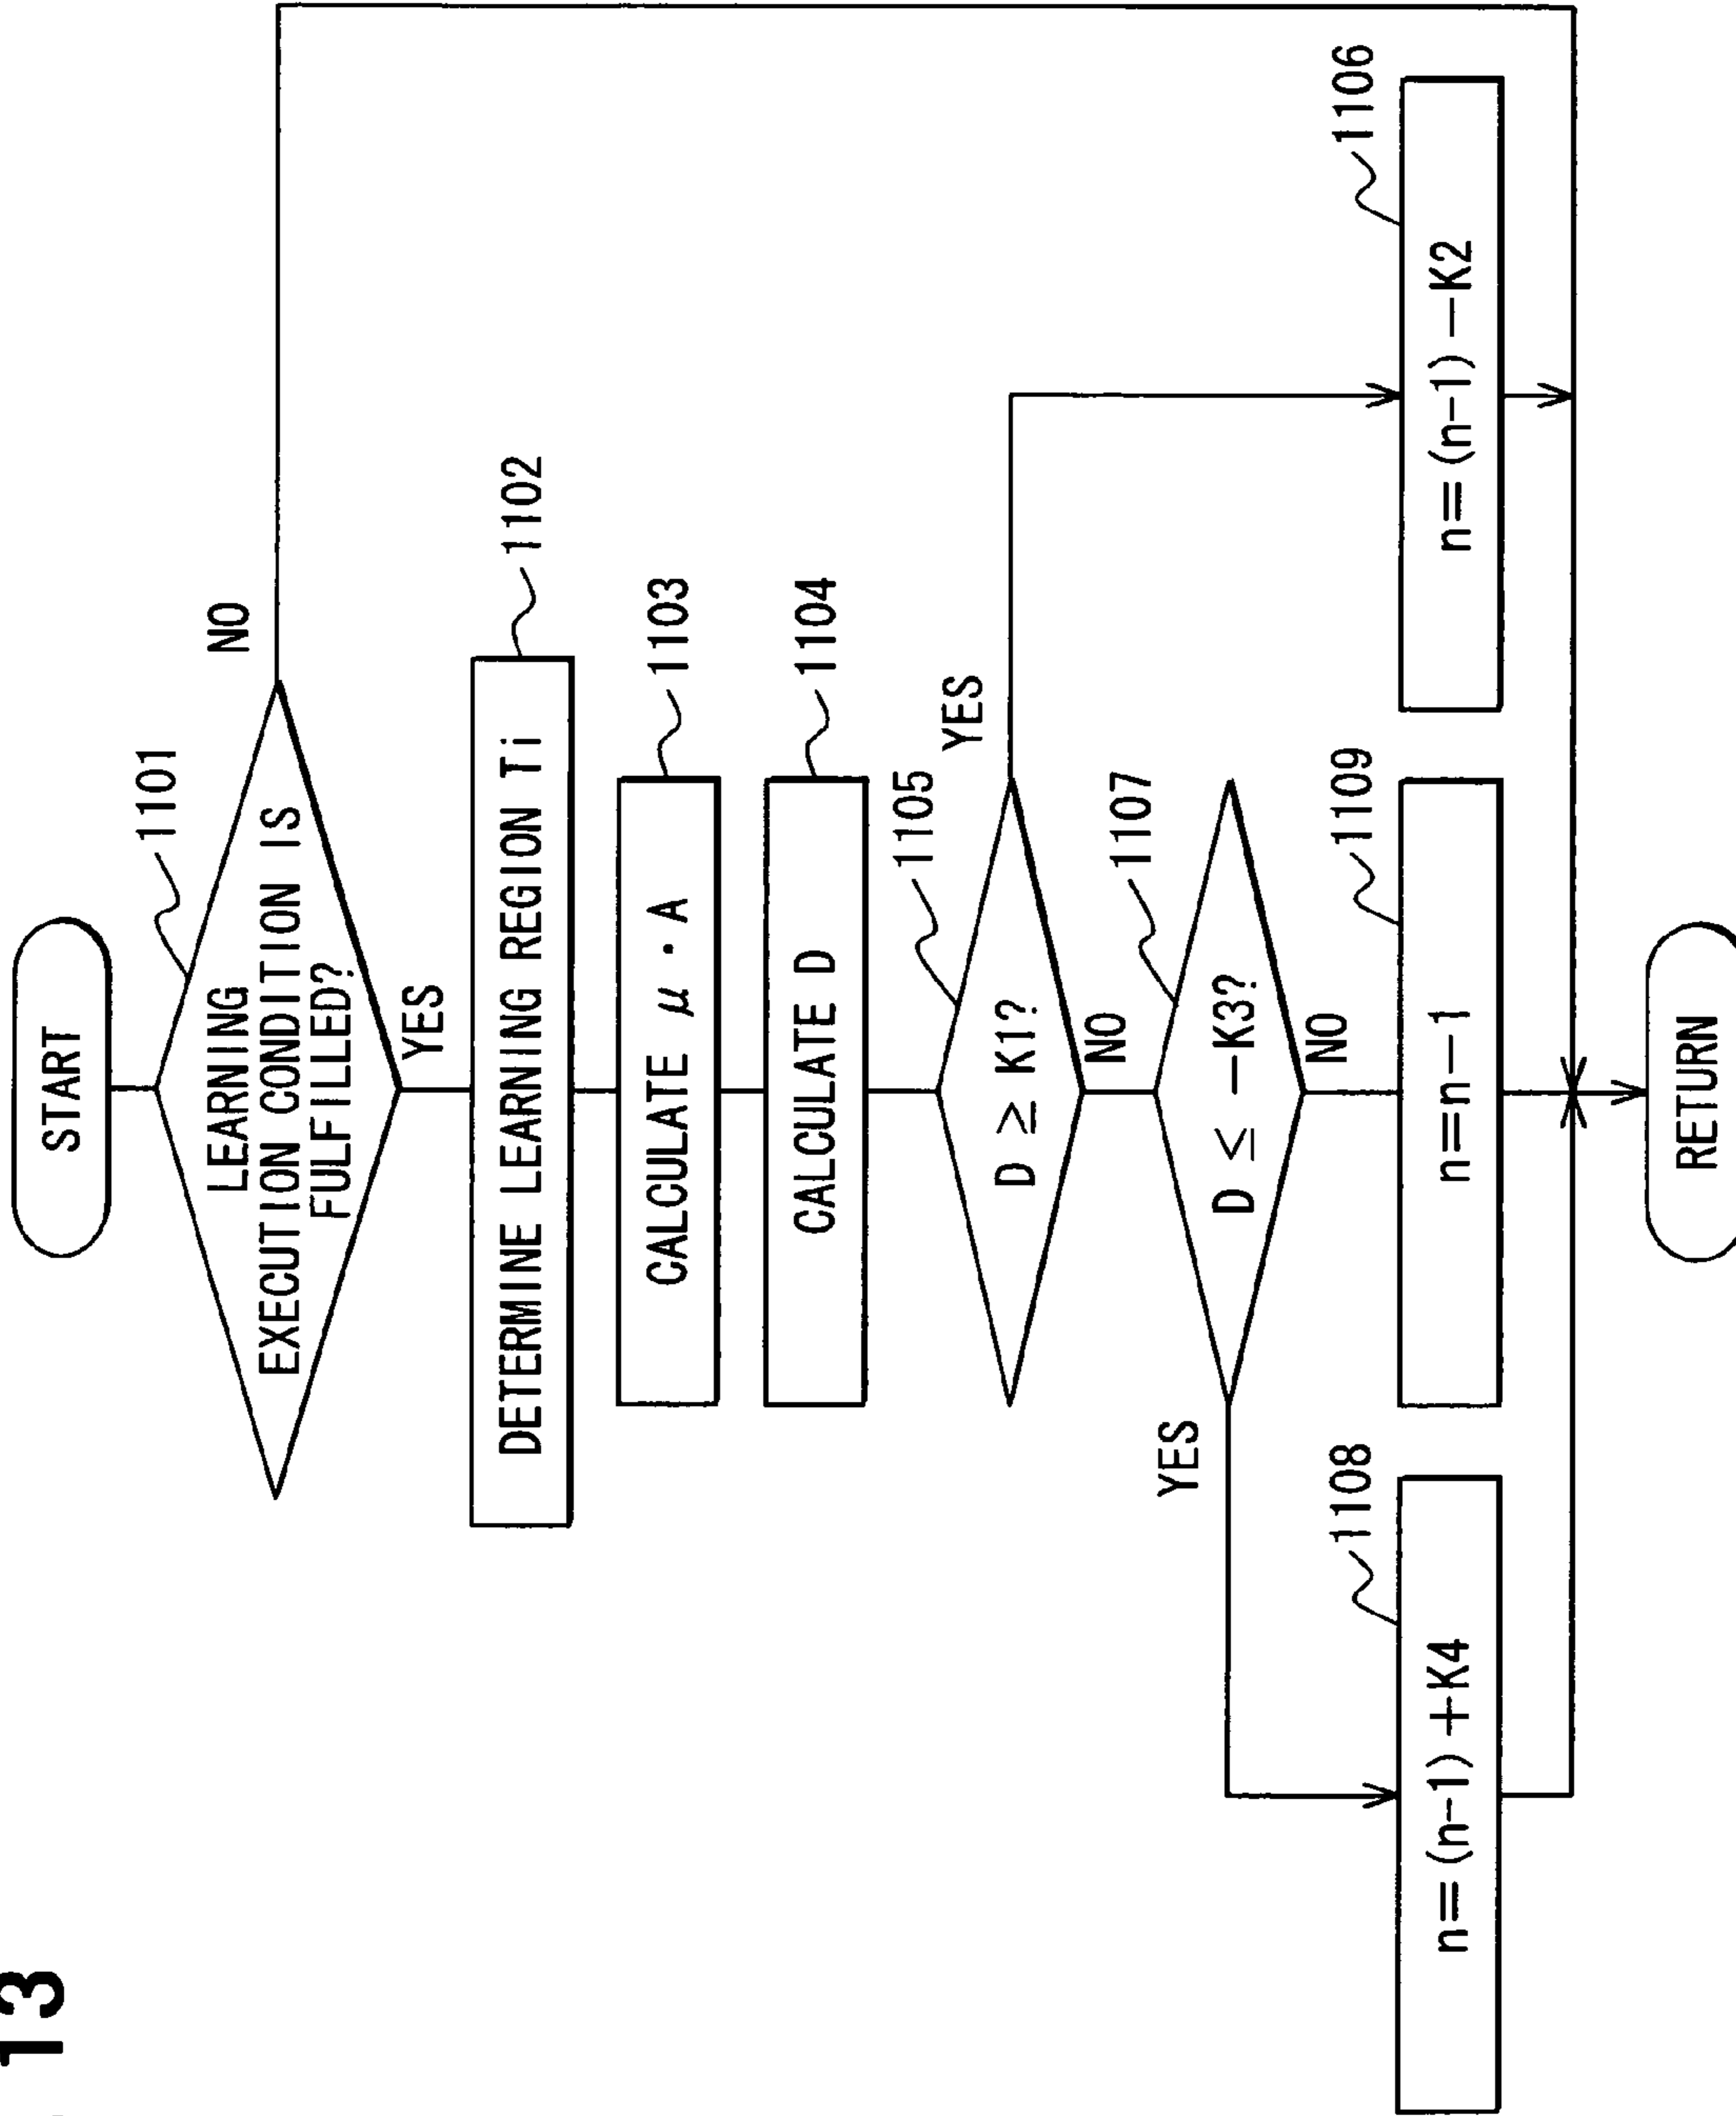 13
START
1101
LEARNING
EXECUTION CONDITION IS
FULFILLED?
NO
YES
1102
DETERMINE LEARNING REGION Ti
1103
CALCULATE μ・A
1104
CALCULATE D
1105
D ≥ K1?
YES
NO
1107
D ≤ −K3?
YES
NO
1108
n=(n-1)+K4
1109
n=n-1
1106
n=(n-1)-K2
RETURN